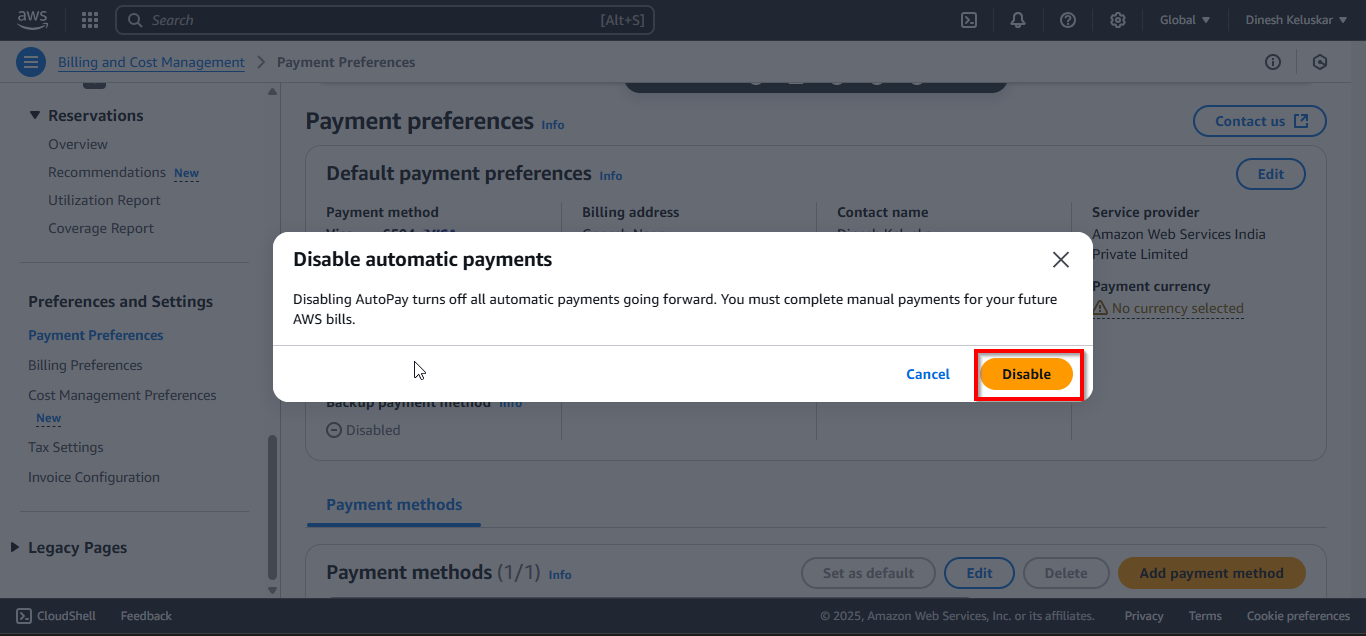 aws
Search
[Alt+S]
Global
Dinesh Keluskar
Billing and Cost Management
Payment Preferences
Reservations
Overview
Recommendations New
Utilization Report
Coverage Report
Preferences and Settings
Payment Preferences
Billing Preferences
Cost Management Preferences
New
Tax Settings
Invoice Configuration
Legacy Pages
Payment preferences Info
Contact us
Default payment preferences Info
Edit
Payment method
Billing address
Contact name
Service provider
Amazon Web Services India
Private Limited
Payment currency
No currency selected
Disable automatic payments
Disabling AutoPay turns off all automatic payments going forward. You must complete manual payments for your future
AWS bills.
Cancel
Disable
Backup payment method Info
Disabled
Payment methods
Payment methods (1/1) Info
Set as default
Edit
Delete
Add payment method
CloudShell
Feedback
© 2025, Amazon Web Services, Inc. or its affiliates.
Privacy
Terms
Cookie preferences